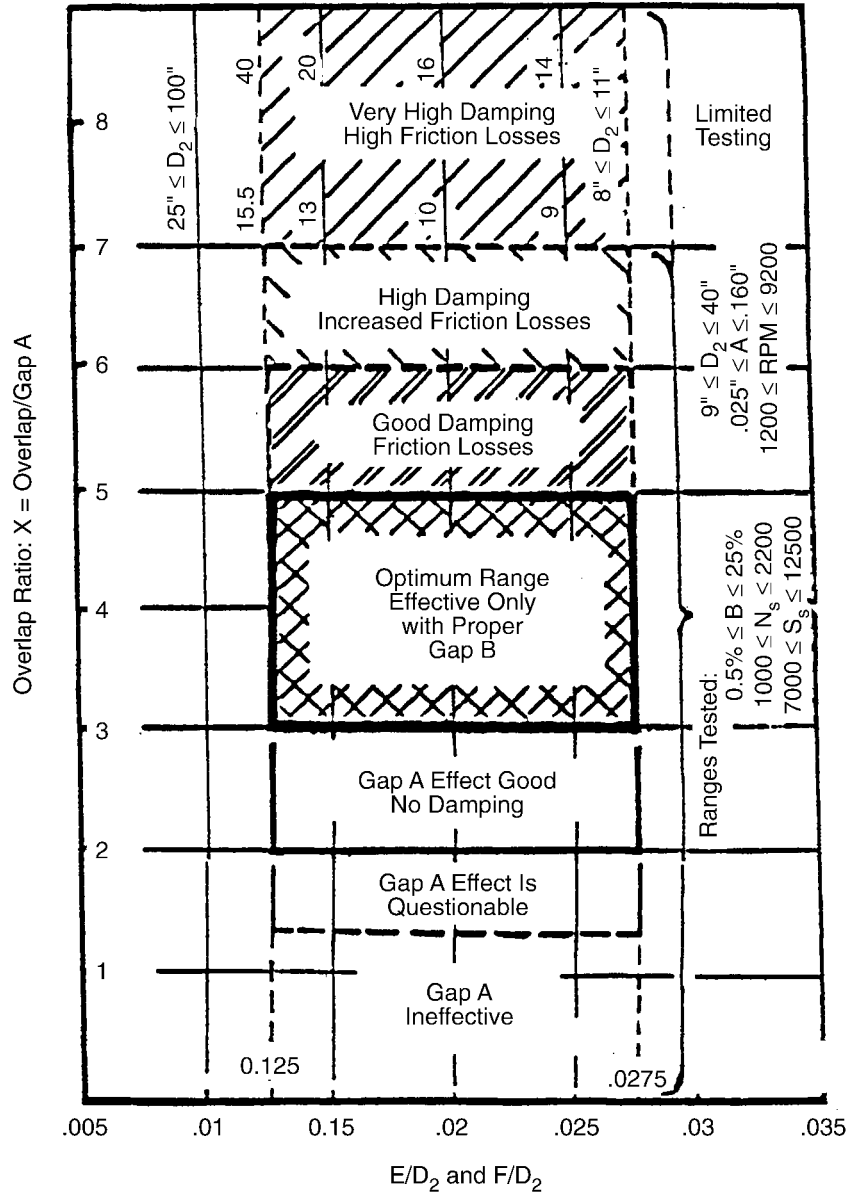 25" ≤ D₂ ≤ 100"
40
20
16
14
8" ≤ D₂ ≤ 11"
Very High Damping
High Friction Losses
Limited
Testing
8
15.5
13
10
9
7
High Damping
Increased Friction Losses
9" ≤ D₂ ≤ 40"
.025" ≤ A ≤ .160"
1200 ≤ RPM ≤ 9200
6
Good Damping
Friction Losses
5
Overlap Ratio: X = Overlap/Gap A
Optimum Range
Effective Only
with Proper
Gap B
4
Ranges Tested:
0.5% ≤ B ≤ 25%
1000 ≤ Nₛ ≤ 2200
7000 ≤ Sₛ ≤ 12500
3
Gap A Effect Good
No Damping
2
Gap A Effect Is
Questionable
1
Gap A
Ineffective
0.125
.0275
.005
.01
0.15
.02
.025
.03
.035
E/D₂ and F/D₂